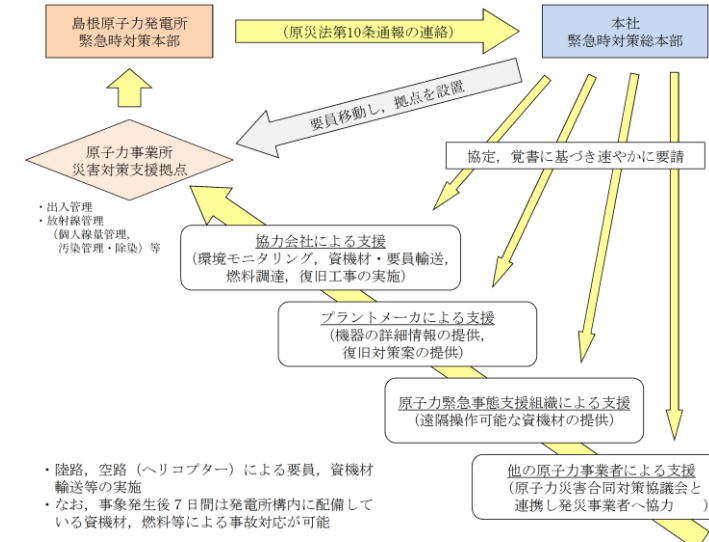 島根原子力発電所
緊急時対策本部
(原災法第10条通報の連絡)
本社
緊急時対策総本部
要員移動し,拠点を設置
原子力事業所
災害対策支援拠点
協定,覚書に基づき速やかに要請
・出入管理
・放射線管理
(個人線量管理,
汚染管理・除染)等
協力会社による支援
(環境モニタリング,資機材・要員輸送,
燃料調達,復旧工事の実施)
プラントメーカによる支援
(機器の詳細情報の提供,
復旧対策案の提供)
原子力緊急事態支援組織による支援
(遠隔操作可能な資機材の提供)
他の原子力事業者による支援
(原子力災害合同対策協議会と
連携し発災事業者へ協力 )
・陸路,空路(ヘリコプター)による要員,資機材
輸送等の実施
・なお,事象発生後7日間は発電所構内に配備して
いる資機材,燃料等による事故対応が可能